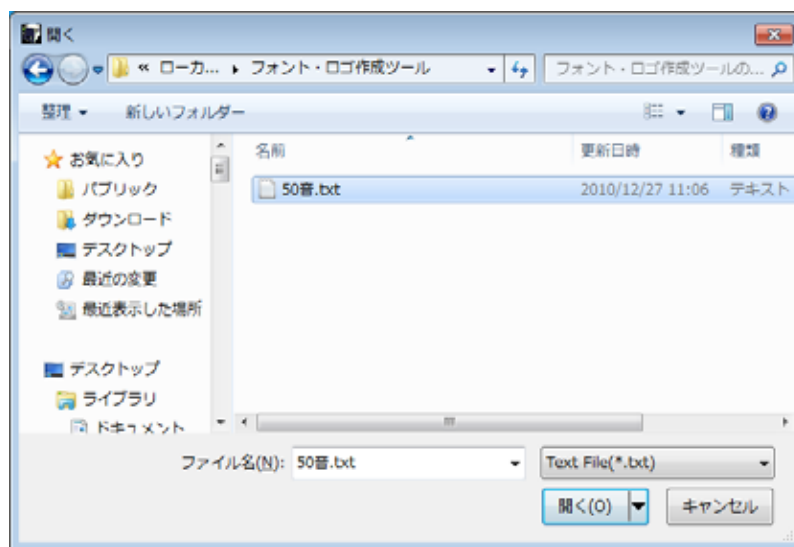 開く
« ローカ... ▸ フォント・ロゴ作成ツール
フォント・ロゴ作成ツールの...
整理
新しいフォルダー
お気に入り
パブリック
ダウンロード
デスクトップ
最近の変更
最近表示した場所
デスクトップ
ライブラリ
ドキュメント
名前 更新日時 種類
50音.txt 2010/12/27 11:06 テキスト
ファイル名(N): 50音.txt
Text File(*.txt)
開く(O)
キャンセル